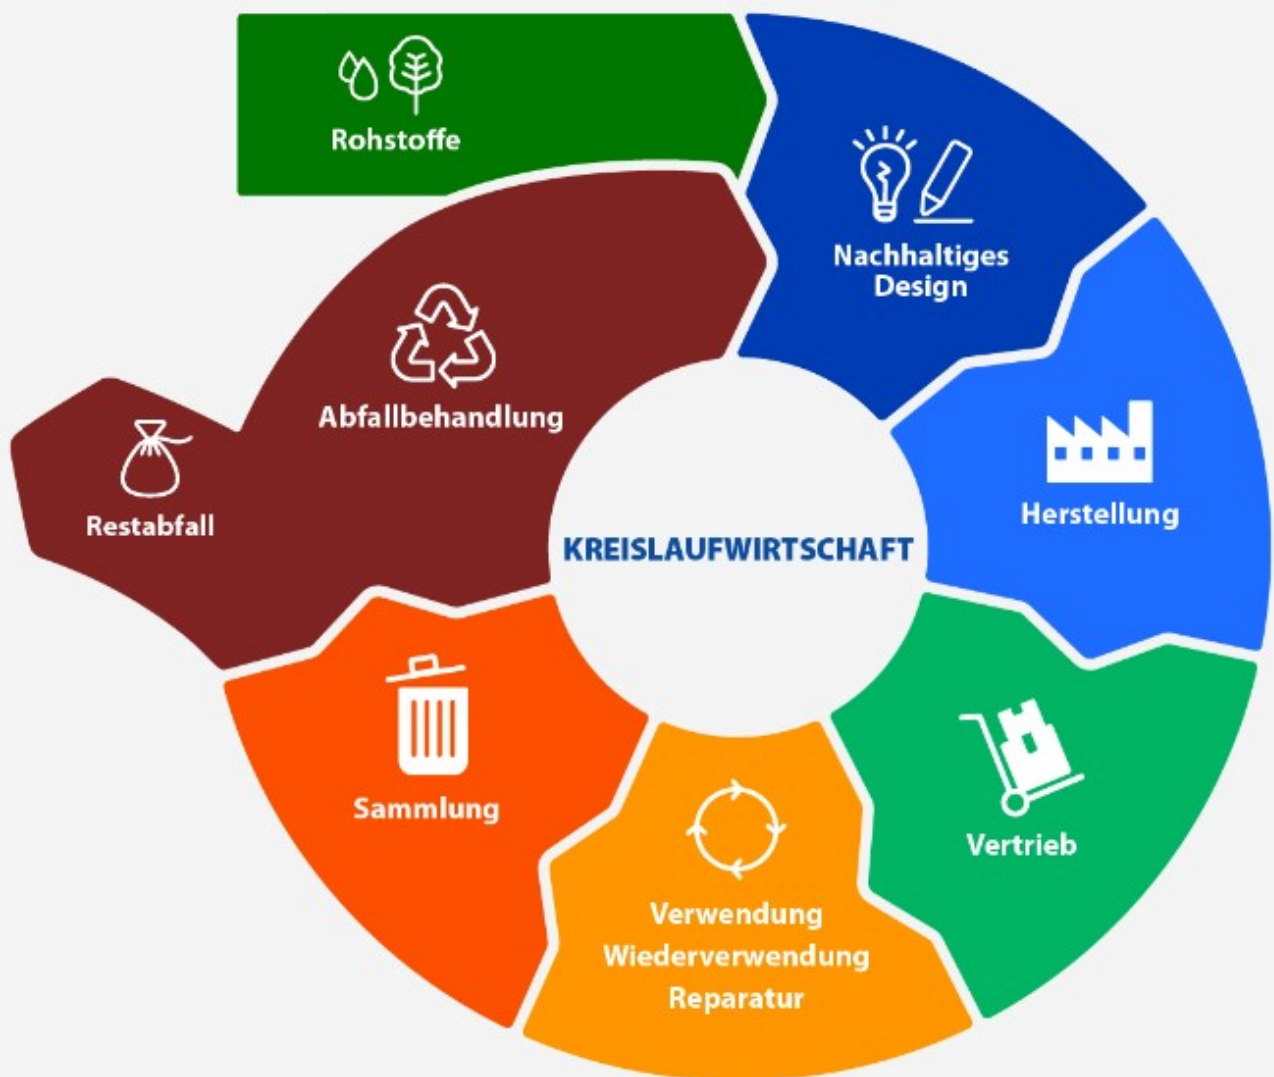 Rohstoffe
Nachhaltiges
Design
Herstellung
Vertrieb
Verwendung
Wiederverwendung
Reparatur
Sammlung
Abfallbehandlung
Restabfall
KREISLAUFWIRTSCHAFT